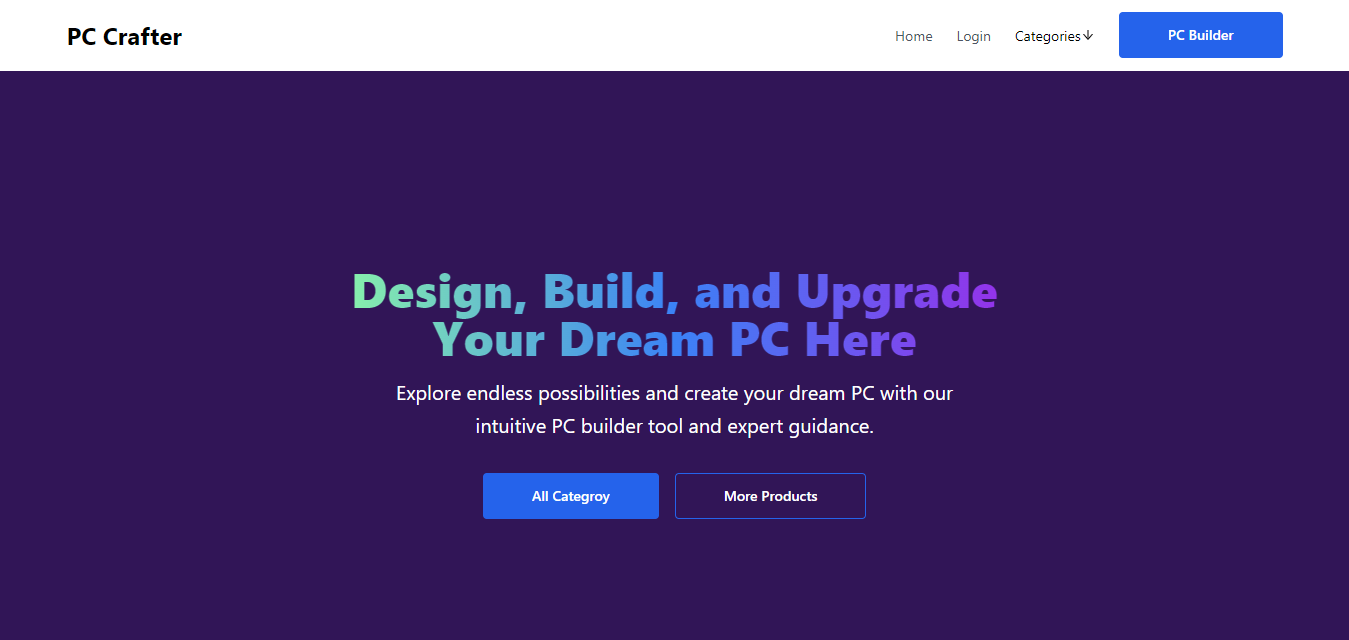 PC Crafter
Home
Login
Categories↓
PC Builder
Design, Build, and Upgrade
Your Dream PC Here
Explore endless possibilities and create your dream PC with our
intuitive PC builder tool and expert guidance.
All Categroy
More Products